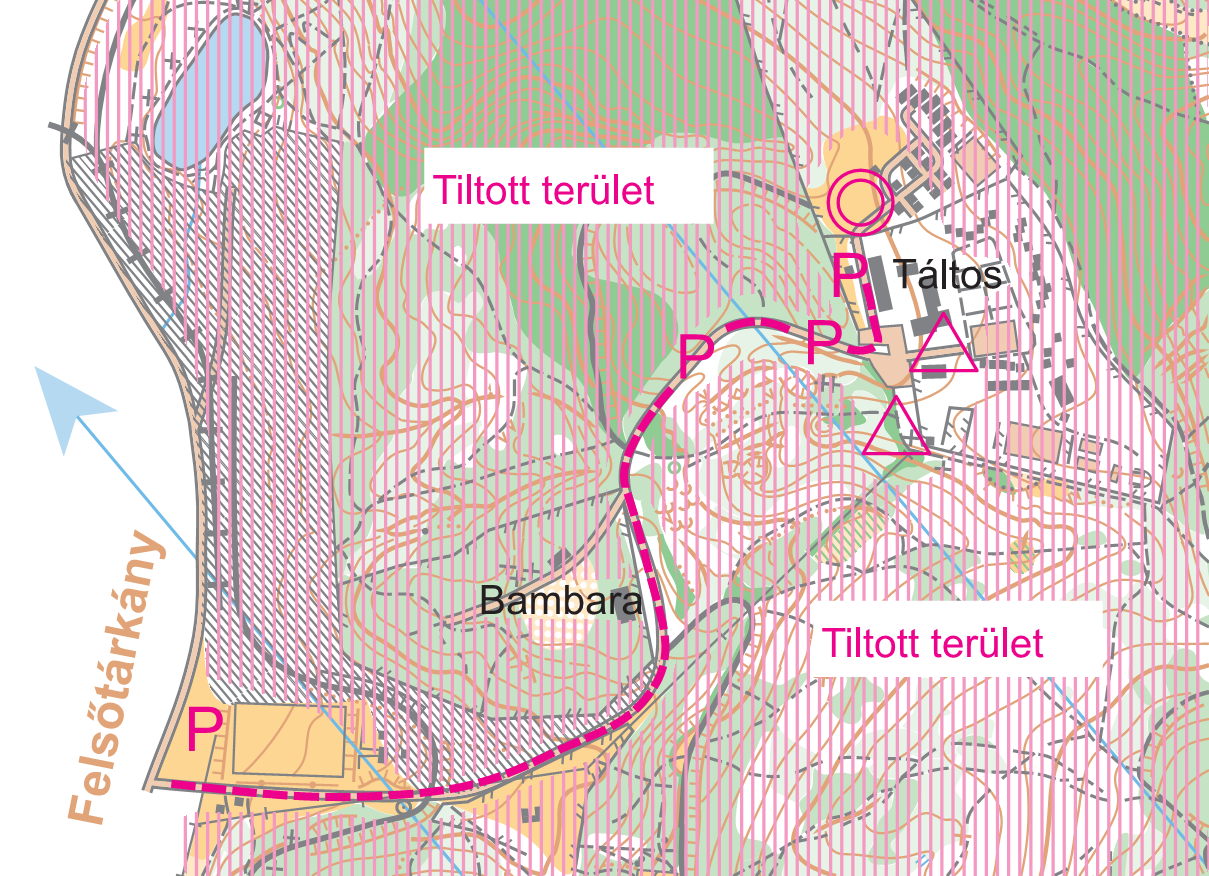 Tiltott terület
P
Táltos
P
P
Felsőtárkány
Bambara
Tiltott terület
P